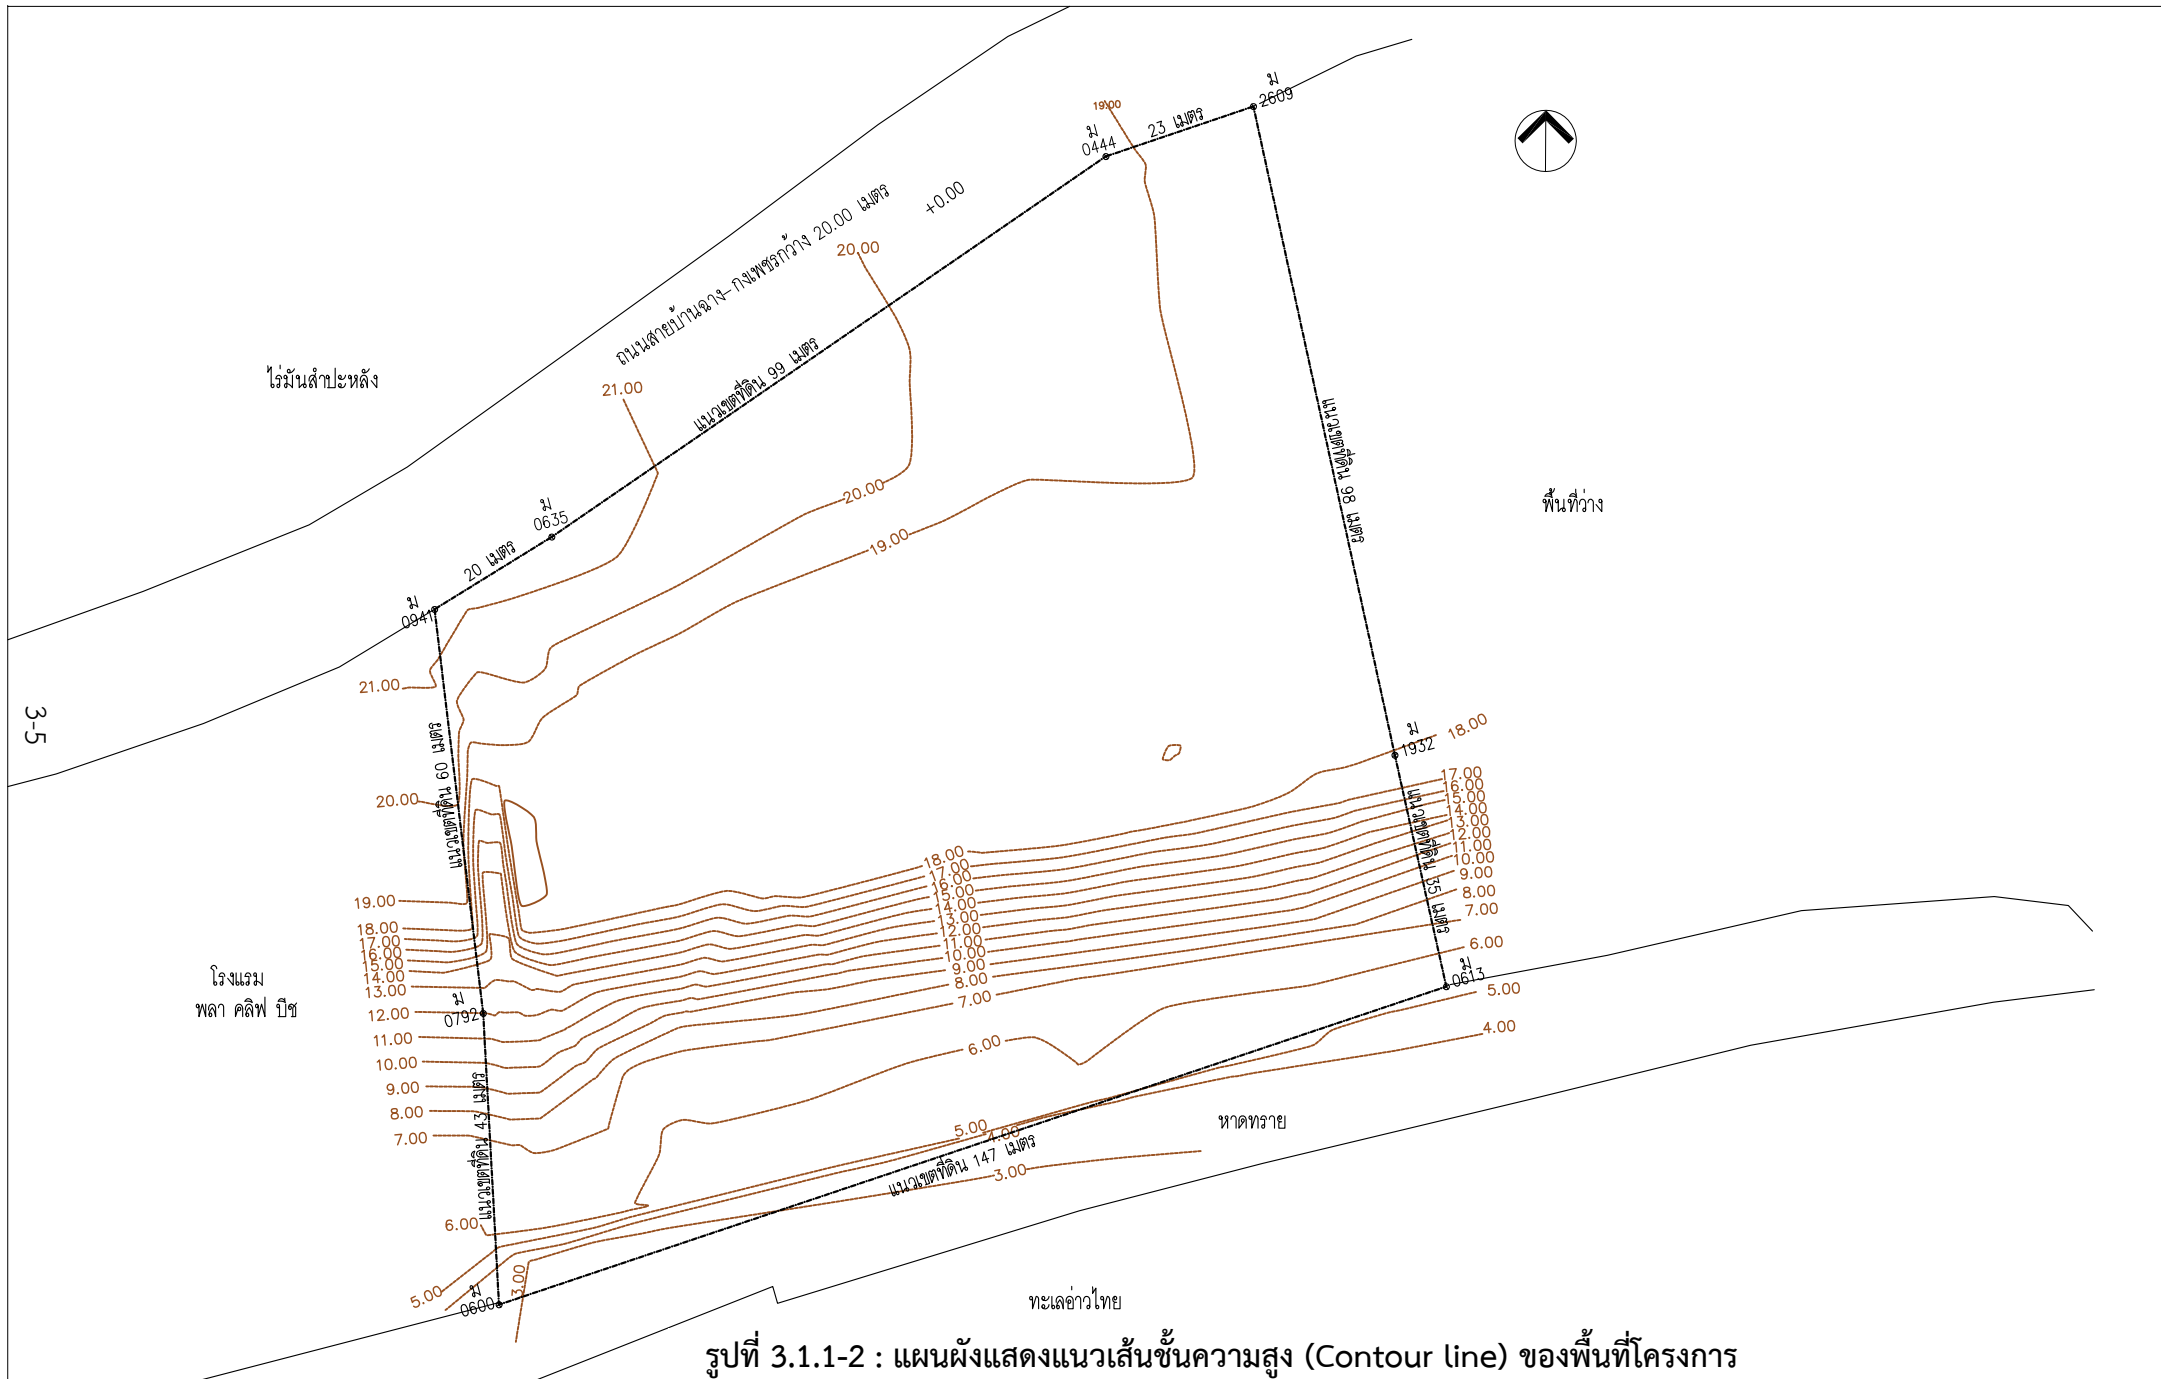 19.00
ม
2609
23 เมตร
ม
0444
+0.00
ถนนสายบ้านฉาง-กงเพชรกว้าง 20.00 เมตร
20.00
แนวเขตที่ดิน 99 เมตร
21.00
ไร่มันสำปะหลัง
แนวเขตที่ดิน 98 เมตร
พื้นที่ว่าง
20.00
19.00
ม
0635
20 เมตร
ม
0941
21.00
3-5
แนวเขตที่ดิน 60 เมตร
20.00
ม
1932
18.00
17.00
16.00
15.00
14.00
13.00
12.00
11.00
10.00
9.00
8.00
7.00
6.00
5.00
4.00
แนวเขตที่ดิน 35 เมตร
ม
0613
18.00
17.00
16.00
15.00
14.00
13.00
12.00
11.00
10.00
9.00
8.00
7.00
6.00
5.00
4.00
3.00
19.00
18.00
17.00
16.00
15.00
14.00
13.00
12.00
11.00
10.00
9.00
8.00
7.00
6.00
5.00
3.00
โรงแรม
พลา คลิฟ บีช
ม
0792
แนวเขตที่ดิน 43 เมตร
ม
0600
แนวเขตที่ดิน 147 เมตร
หาดทราย
ทะเลอ่าวไทย
รูปที่ 3.1.1-2 : แผนผังแสดงแนวเส้นชั้นความสูง (Contour line) ของพื้นที่โครงการ